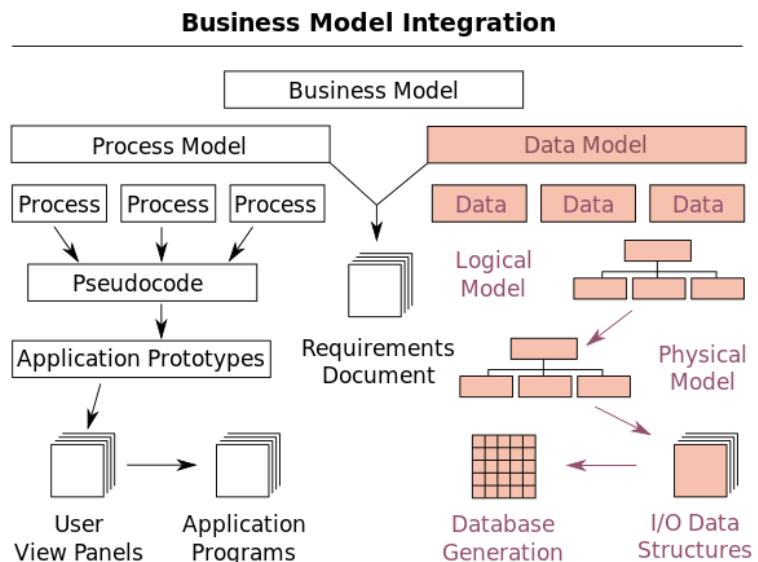 Business Model Integration
Business Model
Process Model
Data Model
Process
Process
Process
Data
Data
Data
Pseudocode
Logical
Model
Application Prototypes
Requirements
Document
Physical
Model
User
View Panels
Application
Programs
Database
Generation
I/O Data
Structures